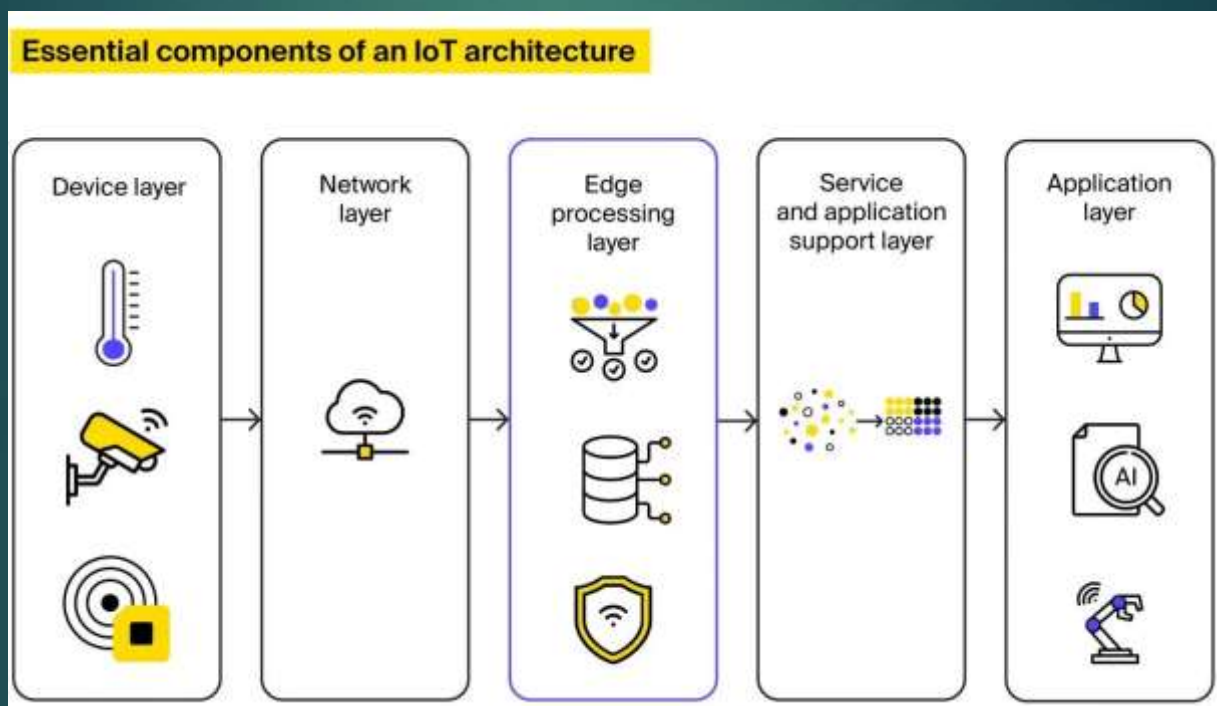 Essential components of an IoT architecture
Device layer
Network
layer
Edge
processing
layer
Service
and application
support layer
Application
layer
AI